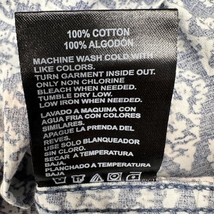 100% COTTON
100% ALGODÓN
MACHINE WASH COLD WITH
LIKE COLORS.
TURN GARMENT INSIDE OUT.
ONLY NON CHLORINE
BLEACH WHEN NEEDED.
TUMBLE DRY LOW.
LOW IRON WHEN NEEDED.
LAVADO A MAQUINA CON
AGUA FRIA CON COLORES
SIMILARES.
APAGUE LA PRENDA DEL
REVES.
USE SOLO BLANQUEADOR
SIN CLORO.
SECAR A TEMPERATURA
BAJA.
PLANCHADO A TEMPERATURA
BAJA.